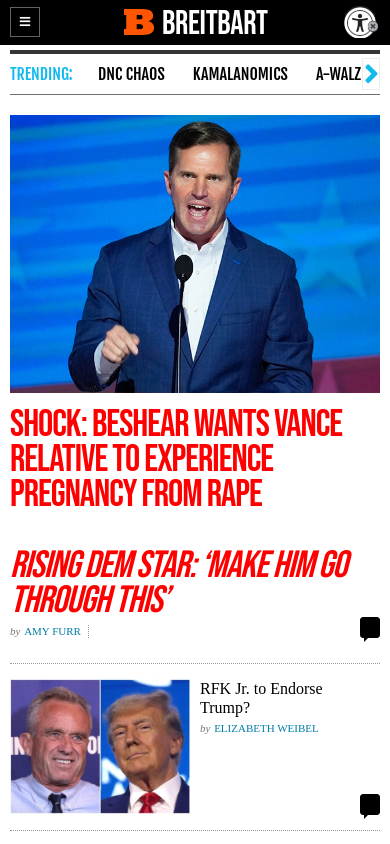 BREITBART
TRENDING: DNC CHAOS KAMALANOMICS A-WALZ
SHOCK: BESHEAR WANTS VANCE
RELATIVE TO EXPERIENCE
PREGNANCY FROM RAPE
RISING DEM STAR: ‘MAKE HIM GO
THROUGH THIS’
by AMY FURR
RFK Jr. to Endorse
Trump?
by ELIZABETH WEIBEL